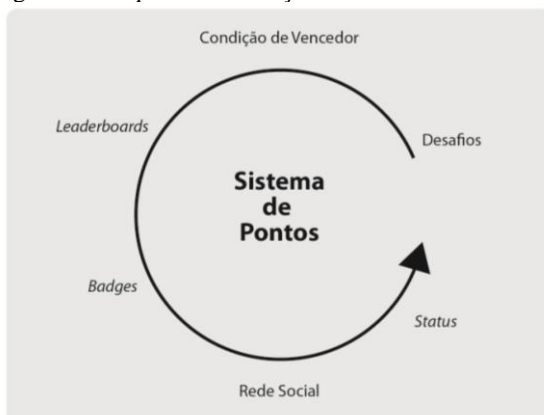 Condição de Vencedor
Leaderboards
Desafios
Sistema
de
Pontos
Badges
Status
Rede Social